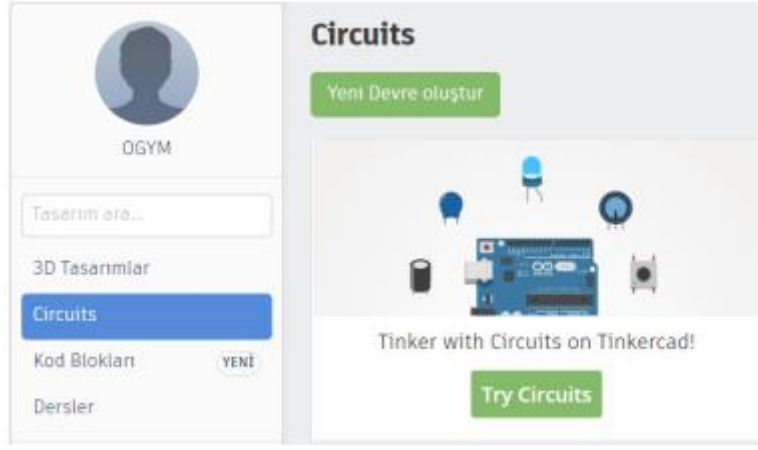 OGYM
Tasarım ara...
3D Tasarımlar
Circuits
Kod Blokları YENİ
Dersler
Circuits
Yeni Devre oluştur
Tinker with Circuits on Tinkercad!
Try Circuits